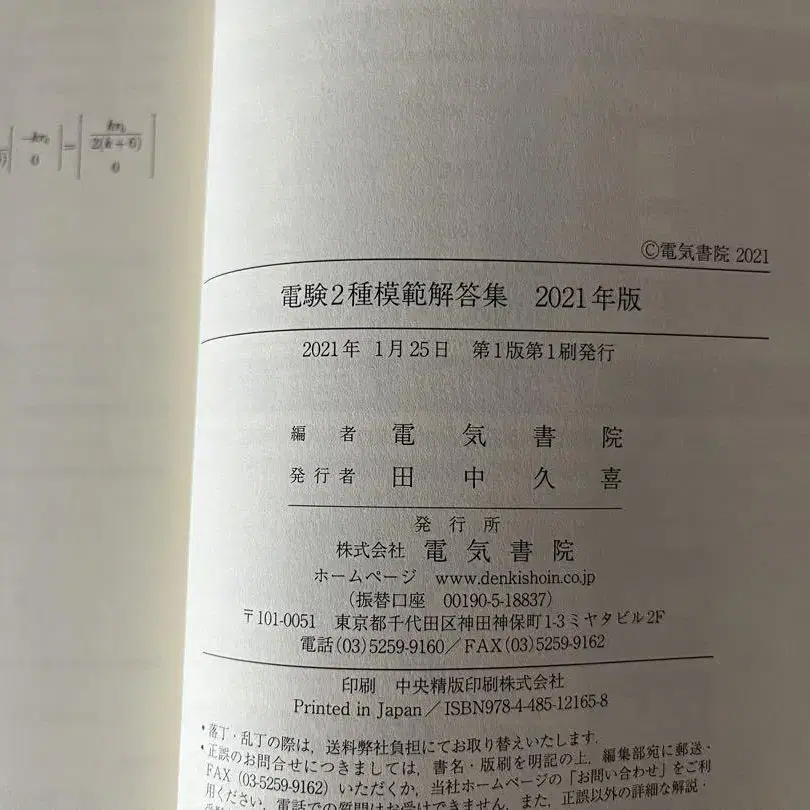 ©電気書院 2021
電験2種模範解答集 2021年版
2021年 1月25日 第1版第1刷発行
編 者 電 気 書 院
発行者 田 中 久 喜
発 行 所
株式会社 電 気 書 院
ホームページ www.denkishoin.co.jp
(振替口座 00190-5-18837)
〒101-0051 東京都千代田区神田神保町1-3ミヤタビル2F
電話(03)5259-9160/FAX(03)5259-9162
印刷 中央精版印刷株式会社
Printed in Japan/ISBN978-4-485-12165-8
•落丁・乱丁の際は,送料弊社負担にてお取り替えいたします.
•正誤のお問合せにつきましては,書名・版刷を明記の上,編集部宛に郵送・
FAX (03-5259-9162) いただくか,当社ホームページの「お問い合わせ」をご利
用ください.電話での質問はお受けできません.また,正誤以外の詳細な解説・